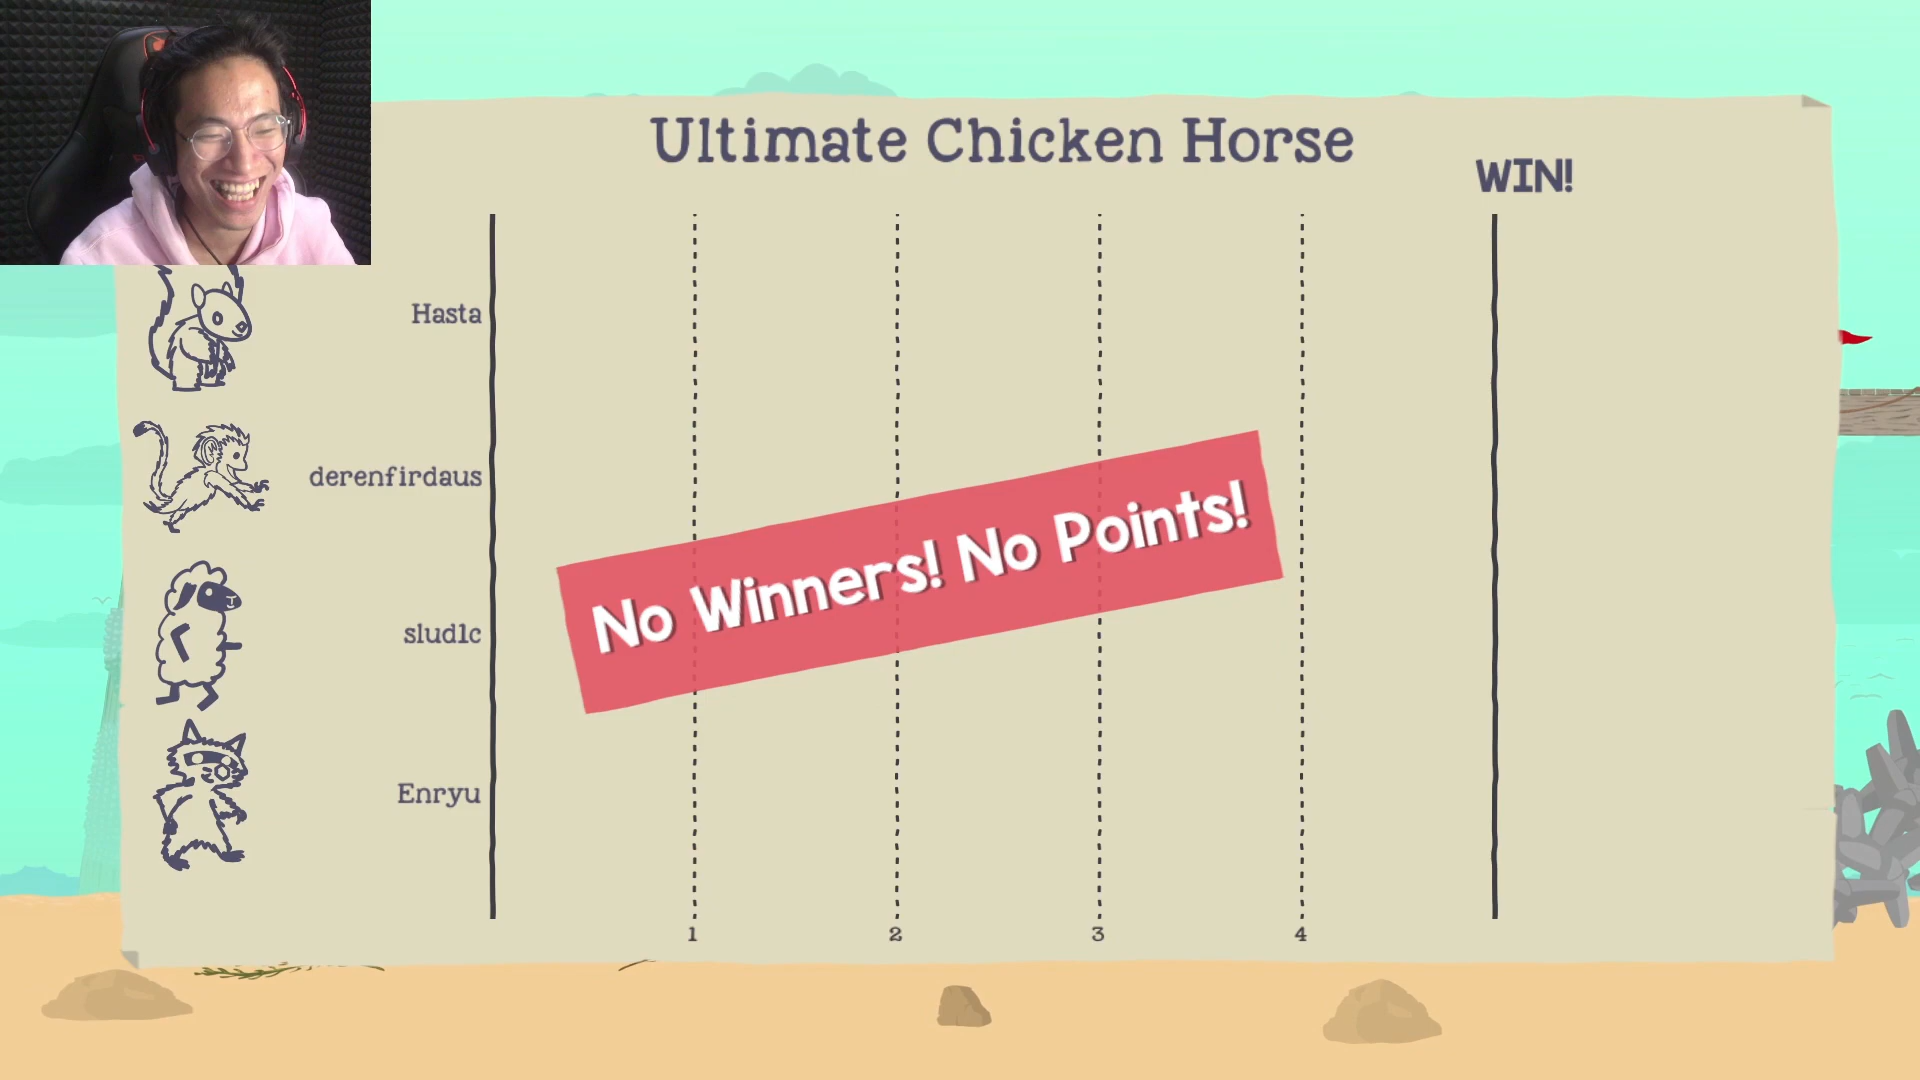 Ultimate Chicken Horse
WIN!
Hasta
derenfirdaus
No Winners! No Points!
sludlc
Enryu
1 2 3 4